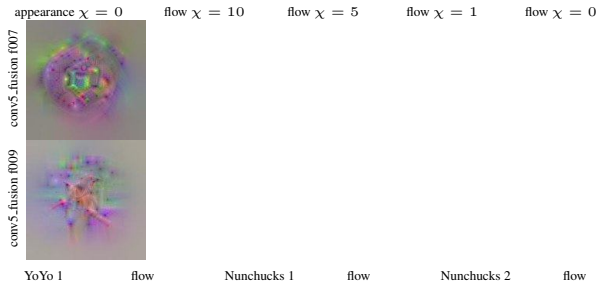 appearance χ = 0 flow χ = 10 flow χ = 5 flow χ = 1 flow χ = 0
conv5_fusion f007
conv5_fusion f009
YoYo 1 flow Nunchucks 1 flow Nunchucks 2 flow